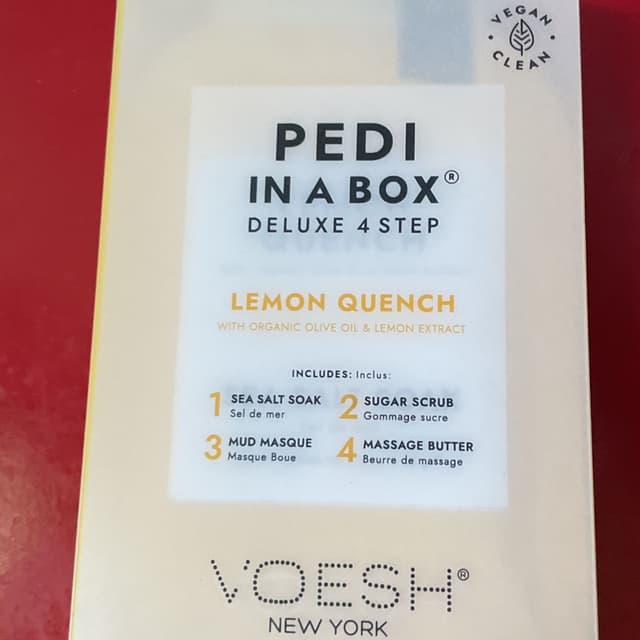 VEGAN
CLEAN
PEDI
IN A BOX®
DELUXE 4 STEP
LEMON QUENCH
WITH ORGANIC OLIVE OIL & LEMON EXTRACT
INCLUDES: Inclus:
1 SEA SALT SOAK
Sel de mer
2 SUGAR SCRUB
Gommage sucre
3 MUD MASQUE
Masque Boue
4 MASSAGE BUTTER
Beurre de massage
VOESH®
NEW YORK